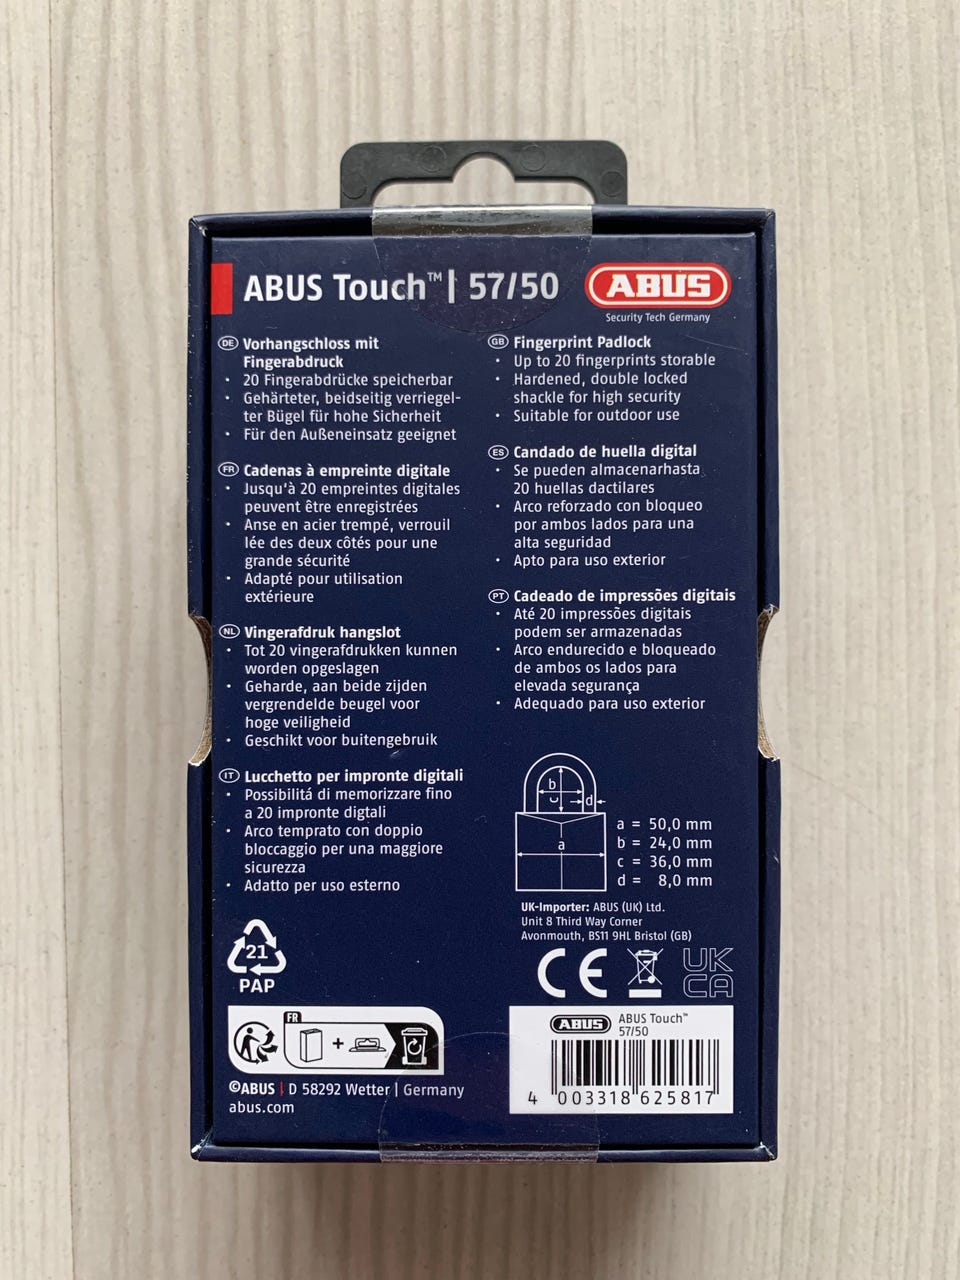 ABUS Touch™ | 57/50
ABUS
Security Tech Germany
DE Vorhangschloss mit
Fingerabdruck
· 20 Fingerabdrücke speicherbar
· Gehärteter, beidseitig verriegel-
ter Bügel für hohe Sicherheit
· Für den Außeneinsatz geeignet
FR Cadenas à empreinte digitale
· Jusqu'à 20 empreintes digitales
peuvent être enregistrées
· Anse en acier trempé, verrouil
lée des deux côtés pour une
grande sécurité
· Adapté pour utilisation
extérieure
NL Vingerafdruk hangslot
· Tot 20 vingerafdrukken kunnen
worden opgeslagen
· Geharde, aan beide zijden
vergrendelde beugel voor
hoge veiligheid
· Geschikt voor buitengebruik
IT Lucchetto per impronte digitali
· Possibilitá di memorizzare fino
a 20 impronte digtali
· Arco temprato con doppio
bloccaggio per una maggiore
sicurezza
· Adatto per uso esterno
GB Fingerprint Padlock
· Up to 20 fingerprints storable
· Hardened, double locked
shackle for high security
· Suitable for outdoor use
ES Candado de huella digital
· Se pueden almacenarhasta
20 huellas dactilares
· Arco reforzado con bloqueo
por ambos lados para una
alta seguridad
· Apto para uso exterior
PT Cadeado de impressões digitais
· Até 20 impressões digitais
podem ser armazenadas
· Arco endurecido e bloqueado
de ambos os lados para
elevada segurança
· Adequado para uso exterior
b
c
d
a
a = 50,0 mm
b = 24,0 mm
c = 36,0 mm
d = 8,0 mm
UK-Importer: ABUS (UK) Ltd.
Unit 8 Third Way Corner
Avonmouth, BS11 9HL Bristol (GB)
21
PAP
CE
UK
CA
FR
+
©ABUS | D 58292 Wetter | Germany
abus.com
ABUS
ABUS Touch™
57/50
4 003318 625817